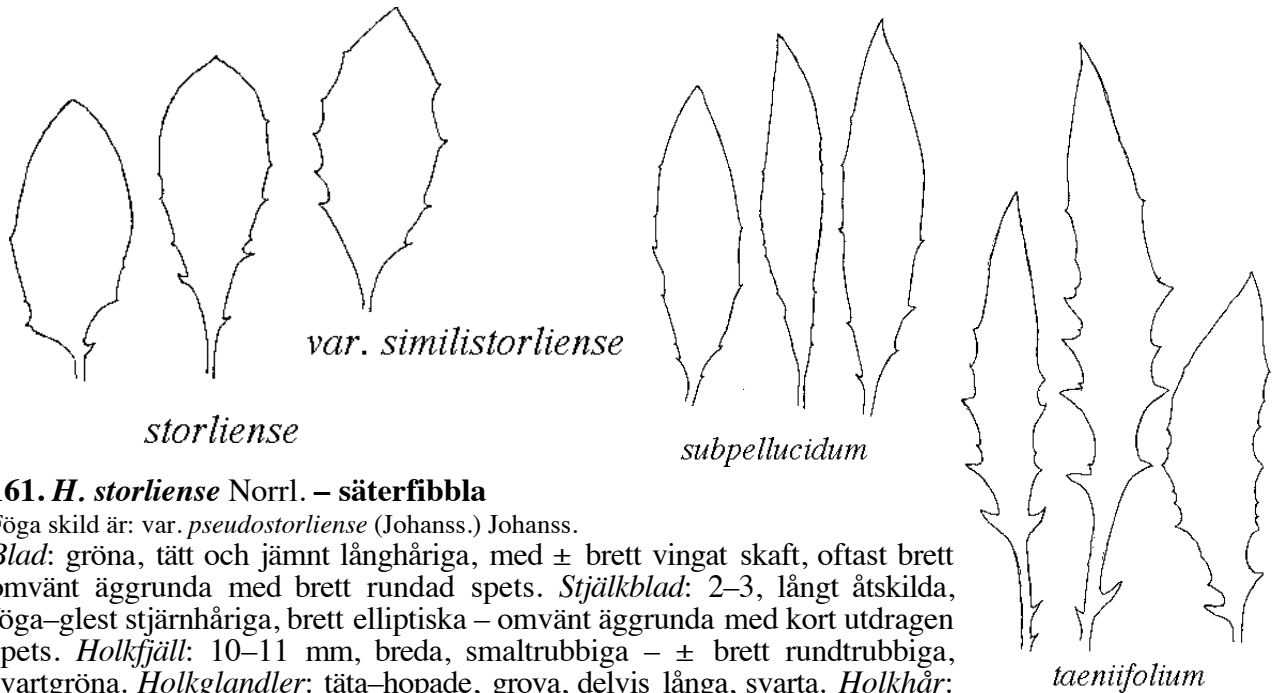 var. similistorliense
storliense
subpellucidum
61. H. storliense Norrl. – säterfibbla
öga skild är: var. pseudostorliense (Johanss.) Johanss.
Blad: gröna, tätt och jämnt långhåriga, med ± brett vingat skaft, oftast brett
omvänt äggrunda med brett rundad spets. Stjälkblad: 2–3, långt åtskilda,
föga–glest stjärnhåriga, brett elliptiska – omvänt äggrunda med kort utdragen
spets. Holkfjäll: 10–11 mm, breda, smaltrubbiga – ± brett rundtrubbiga,
svartgröna. Holkglandler: täta–hopade, grova, delvis långa, svarta. Holkhår:
taeniifolium